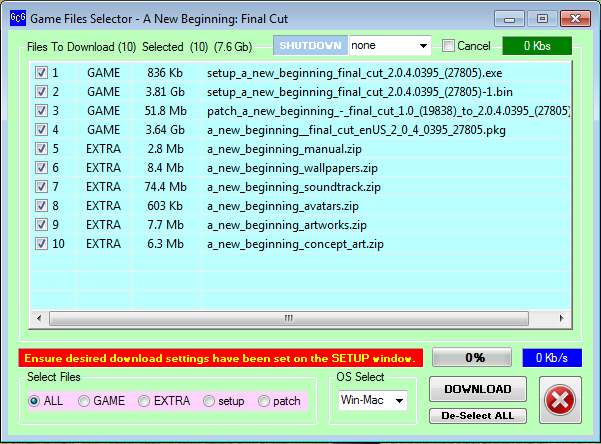 GcG Game Files Selector - A New Beginning: Final Cut
Files To Download (10) Selected (10) (7.6 Gb) SHUTDOWN none Cancel 0 Kbs
1 GAME 836 Kb setup_a_new_beginning_final_cut_2.0.4.0395_(27805).exe
2 GAME 3.81 Gb setup_a_new_beginning_final_cut_2.0.4.0395_(27805)-1.bin
3 GAME 51.8 Mb patch_a_new_beginning_-_final_cut_1.0_(19838)_to_2.0.4.0395_(27805)
4 GAME 3.64 Gb a_new_beginning__final_cut_enUS_2_0_4_0395_27805.pkg
5 EXTRA 2.8 Mb a_new_beginning_manual.zip
6 EXTRA 8.4 Mb a_new_beginning_wallpapers.zip
7 EXTRA 74.4 Mb a_new_beginning_soundtrack.zip
8 EXTRA 603 Kb a_new_beginning_avatars.zip
9 EXTRA 7.7 Mb a_new_beginning_artworks.zip
10 EXTRA 6.3 Mb a_new_beginning_concept_art.zip
Ensure desired download settings have been set on the SETUP window. 0% 0 Kb/s
Select Files OS Select
ALL GAME EXTRA setup patch Win-Mac DOWNLOAD
De-Select ALL